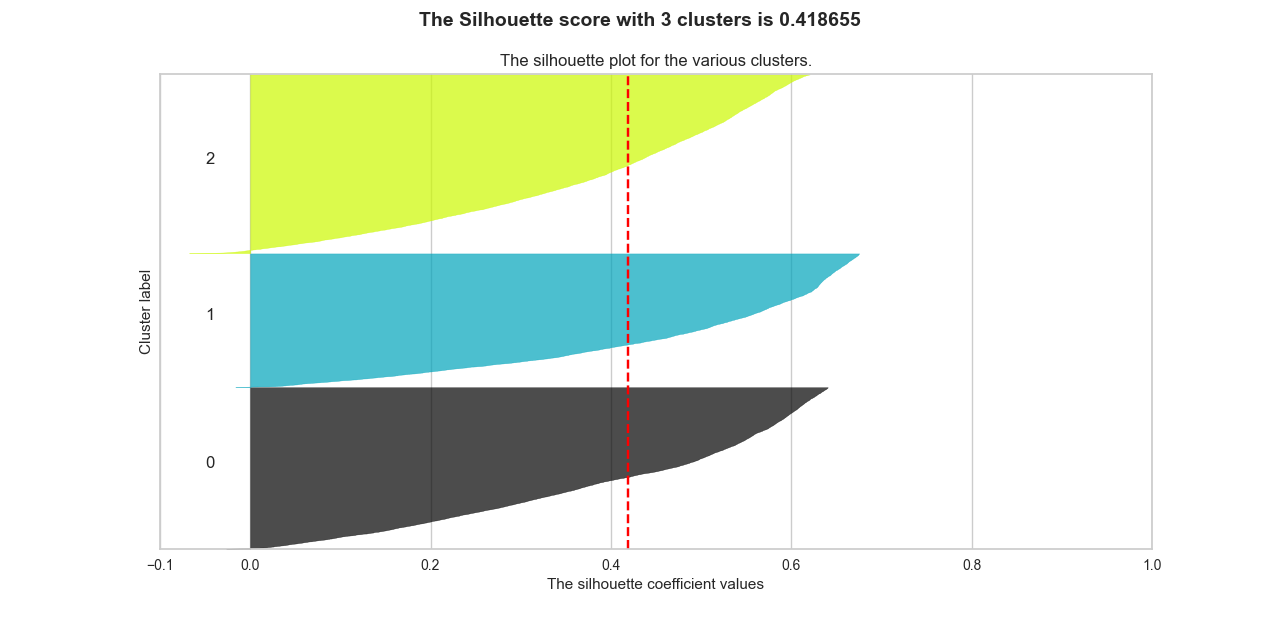 The Silhouette score with 3 clusters is 0.418655
The silhouette plot for the various clusters.
2
1
0
Cluster label
−0.1 0.0 0.2 0.4 0.6 0.8 1.0
The silhouette coefficient values